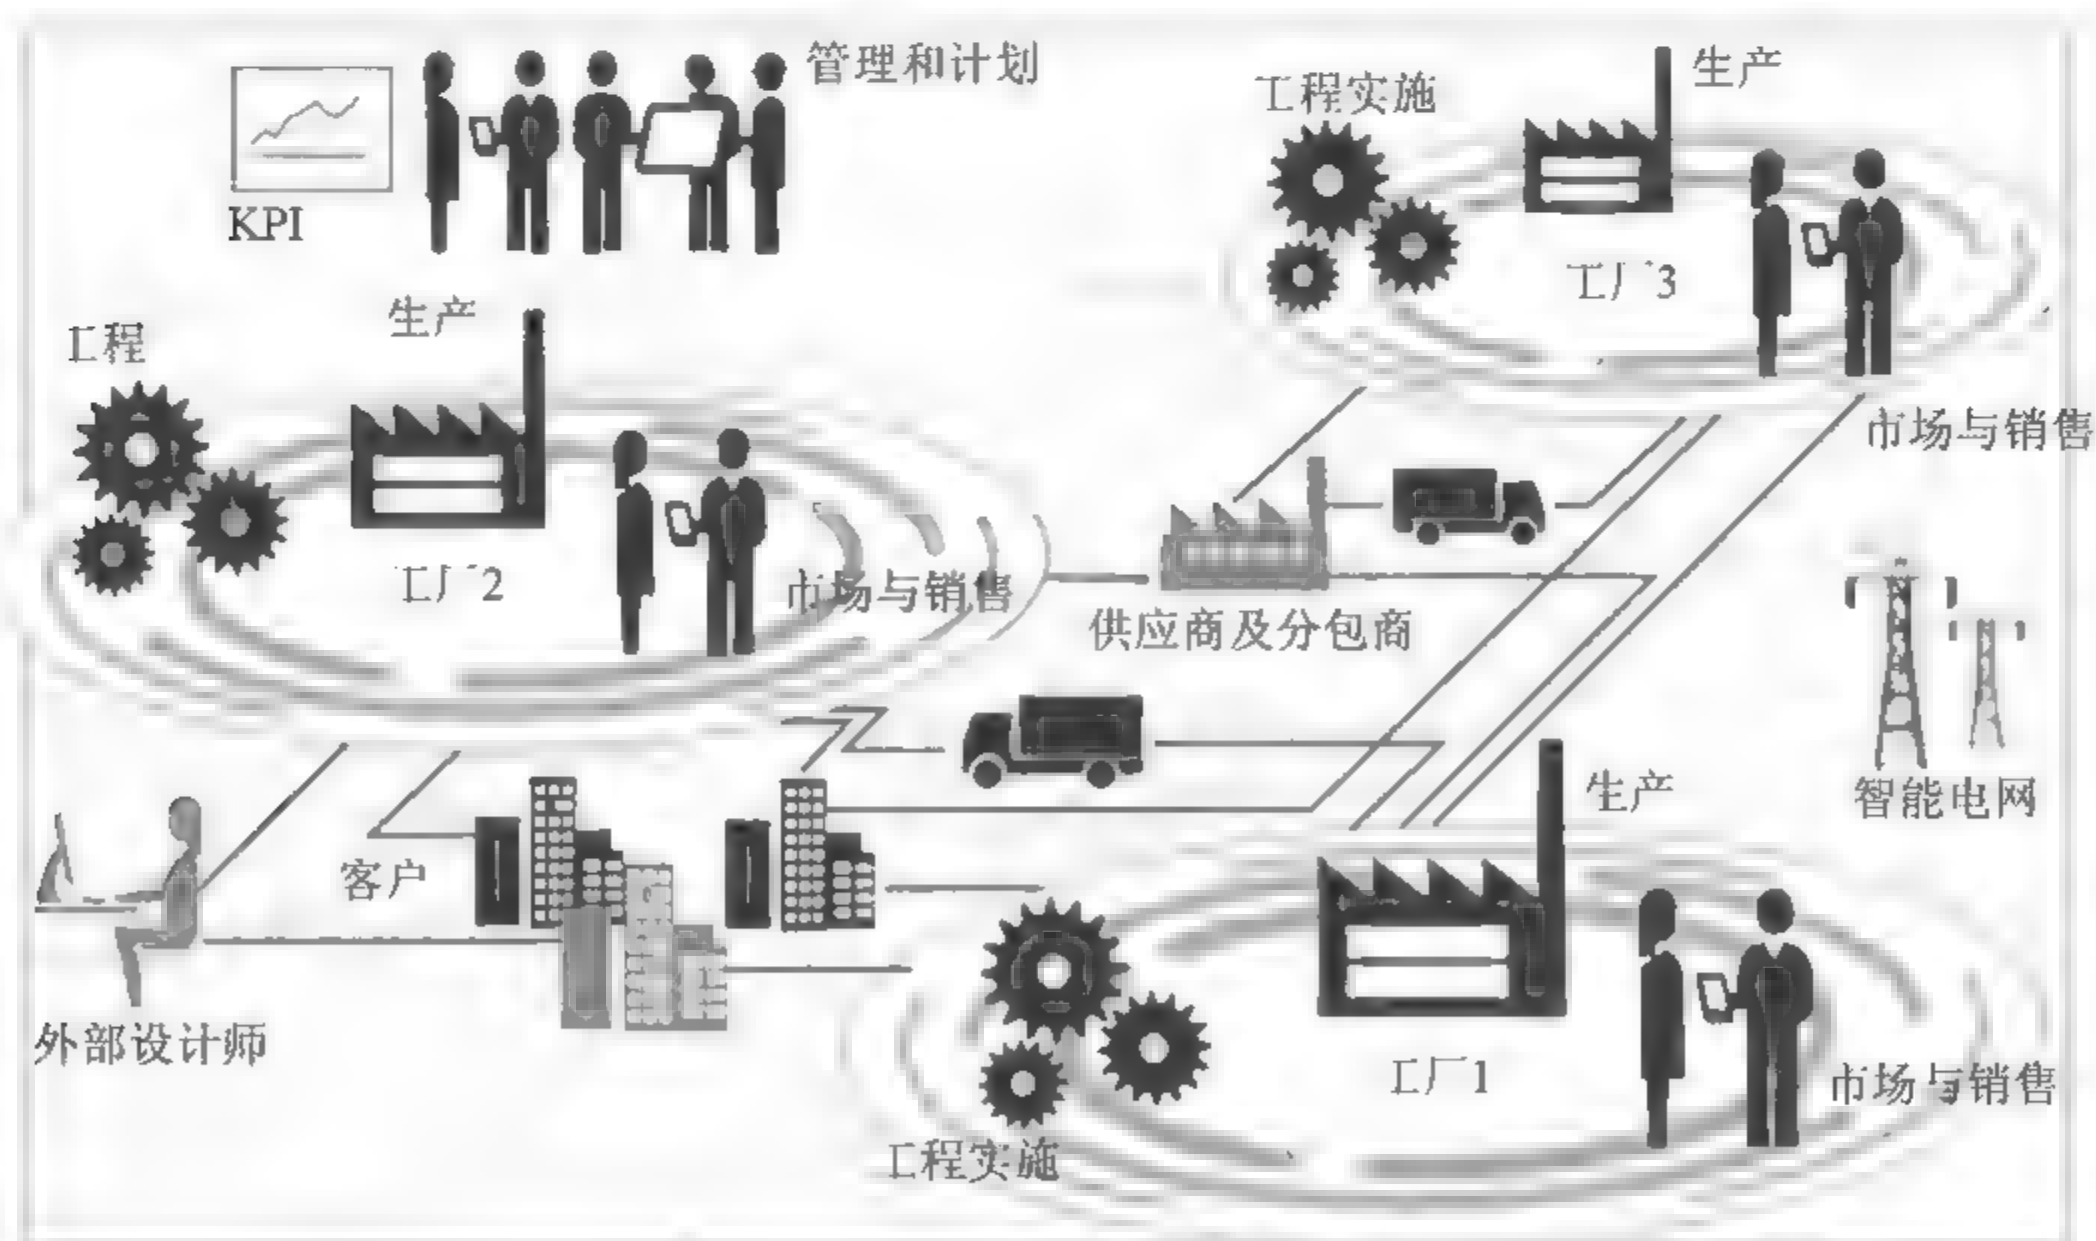 管理和计划
KPI
工程实施
生产
工厂3
市场与销售
生产
工程
工厂2
市场与销售
供应商及分包商
智能电网
生产
客户
外部设计师
工厂1
市场与销售
工程实施